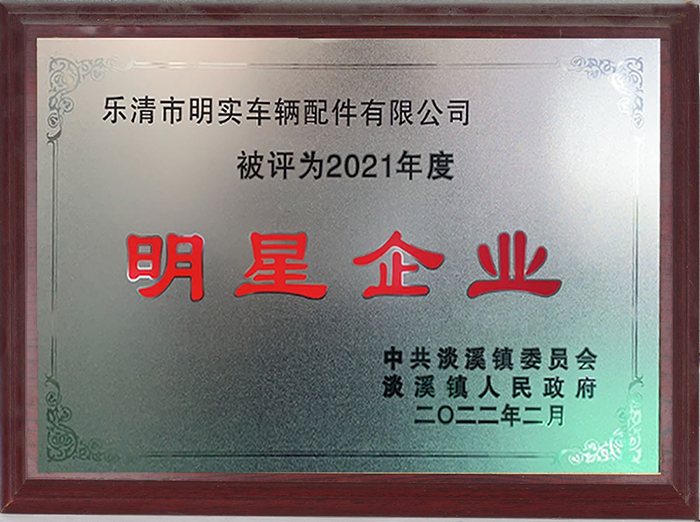 乐清市明实车辆配件有限公司
被评为2021年度
明星企业
中共淡溪镇委员会
淡溪镇人民政府
二〇二二年二月